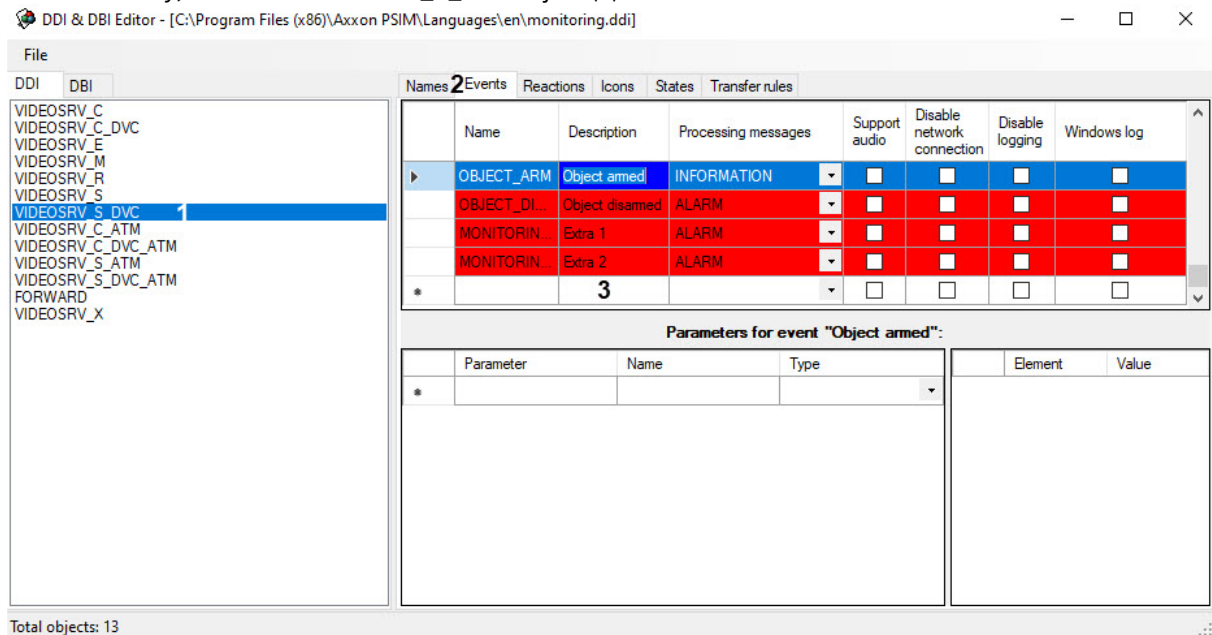 DDI & DBI Editor - [C:\Program Files (x86)\Axxon PSIM\Languages\en\monitoring.ddi]
File
DDI DBI
VIDEOSRV_C
VIDEOSRV_C_DVC
VIDEOSRV_E
VIDEOSRV_M
VIDEOSRV_R
VIDEOSRV_S
VIDEOSRV_S_DVC 1
VIDEOSRV_C_ATM
VIDEOSRV_C_DVC_ATM
VIDEOSRV_S_ATM
VIDEOSRV_S_DVC_ATM
FORWARD
VIDEOSRV_X
Names 2 Events Reactions Icons States Transfer rules
Name Description Processing messages Support audio Disable network connection Disable logging Windows log
OBJECT_ARM Object armed INFORMATION
OBJECT_DI... Object disarmed ALARM
MONITORIN... Extra 1 ALARM
MONITORIN... Extra 2 ALARM
3
Parameters for event "Object armed":
Parameter Name Type Element Value
Total objects: 13